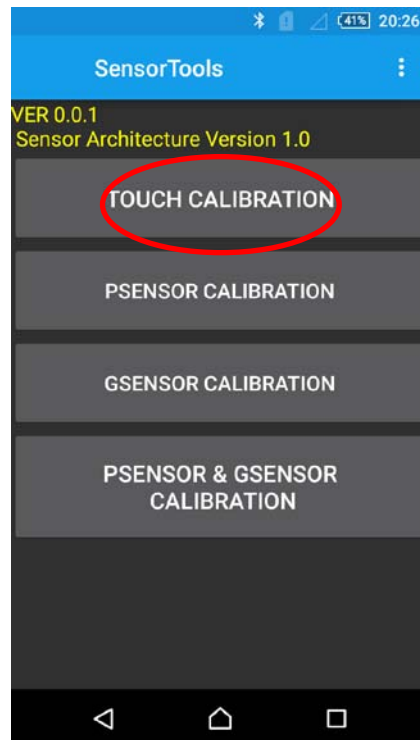 41% 20:26
SensorTools
VER 0.0.1
Sensor Architecture Version 1.0
TOUCH CALIBRATION
PSENSOR CALIBRATION
GSENSOR CALIBRATION
PSENSOR & GSENSOR
CALIBRATION